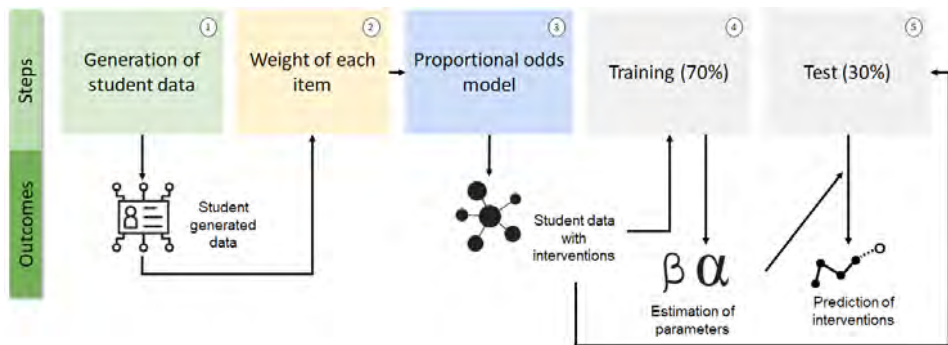 Steps
Outcomes
1
Generation of
student data
2
Weight of each
item
3
Proportional odds
model
4
Training (70%)
5
Test (30%)
Student
generated
data
Student data
with
interventions
β α
Estimation of
parameters
Prediction of
interventions